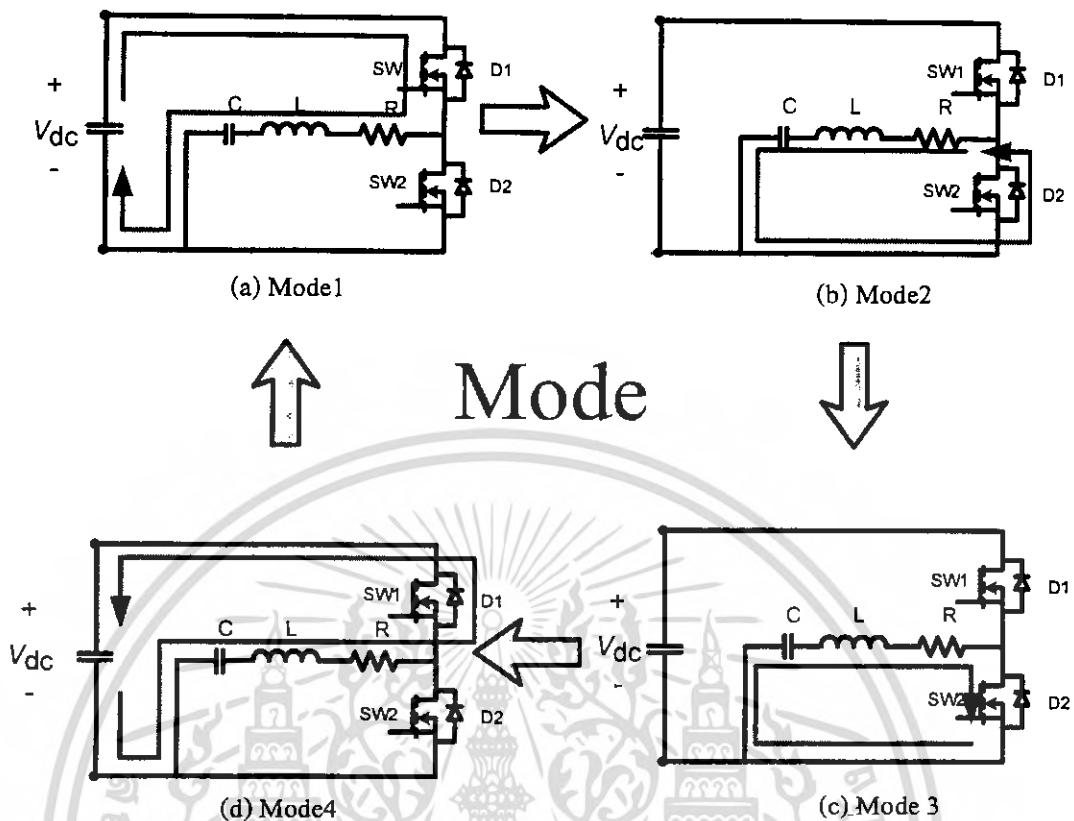 SW
D1
+
C
L
R
Vdc
-
SW2
D2
(a) Mode1
SW1
D1
+
C
L
R
Vdc
-
SW2
D2
(b) Mode2
Mode
SW1
D1
+
C
L
R
Vdc
-
SW2
D2
(d) Mode4
SW1
D1
+
C
L
R
Vdc
-
SW2
D2
(c) Mode 3